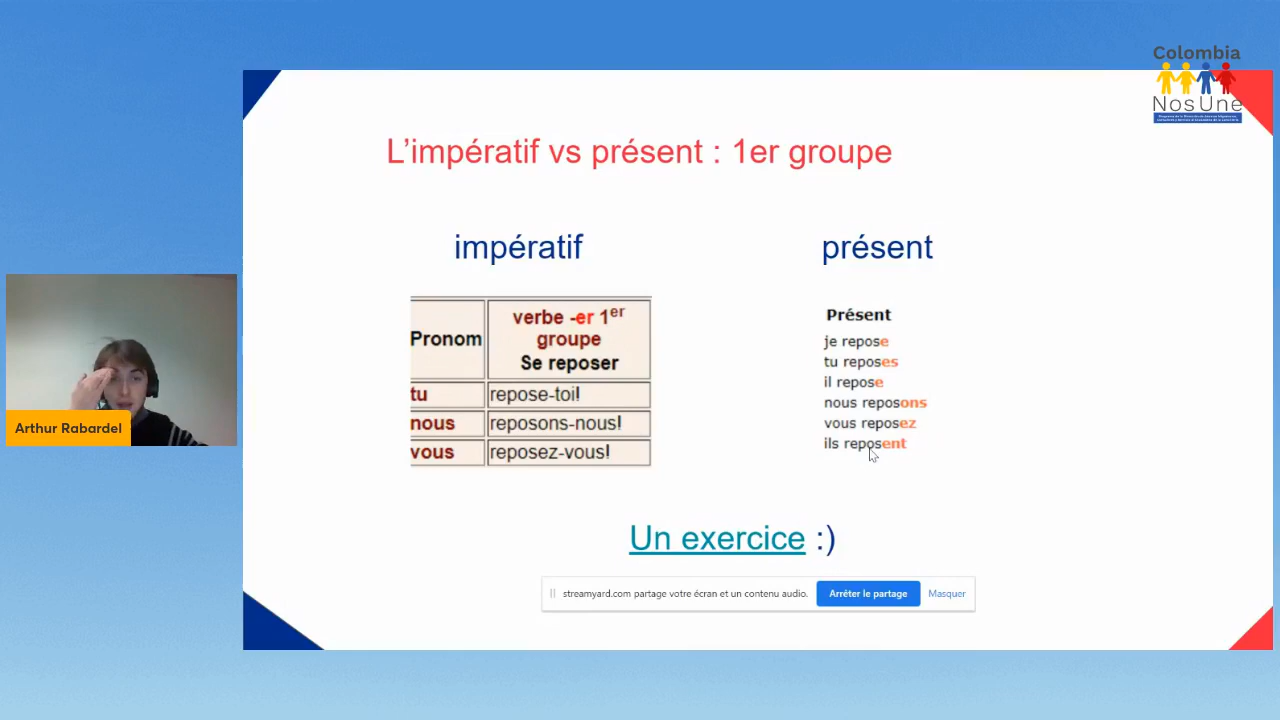 Colombia
NosUne
L'impératif vs présent : 1er groupe
impératif
présent
Pronom
verbe -er 1er
groupe
Se reposer
tu
repose-toi!
nous
reposons-nous!
vous
reposez-vous!
Présent
je repose
tu reposes
il repose
nous reposons
vous reposez
ils reposent
Arthur Rabardel
Un exercice :)
streamyard.com partage votre écran et un contenu audio.
Arrêter le partage
Masquer